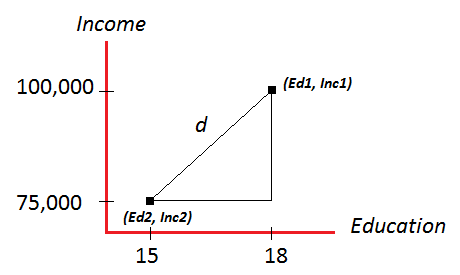 Income
100,000
(Ed1, Inc1)
d
75,000
(Ed2, Inc2)
Education
15
18